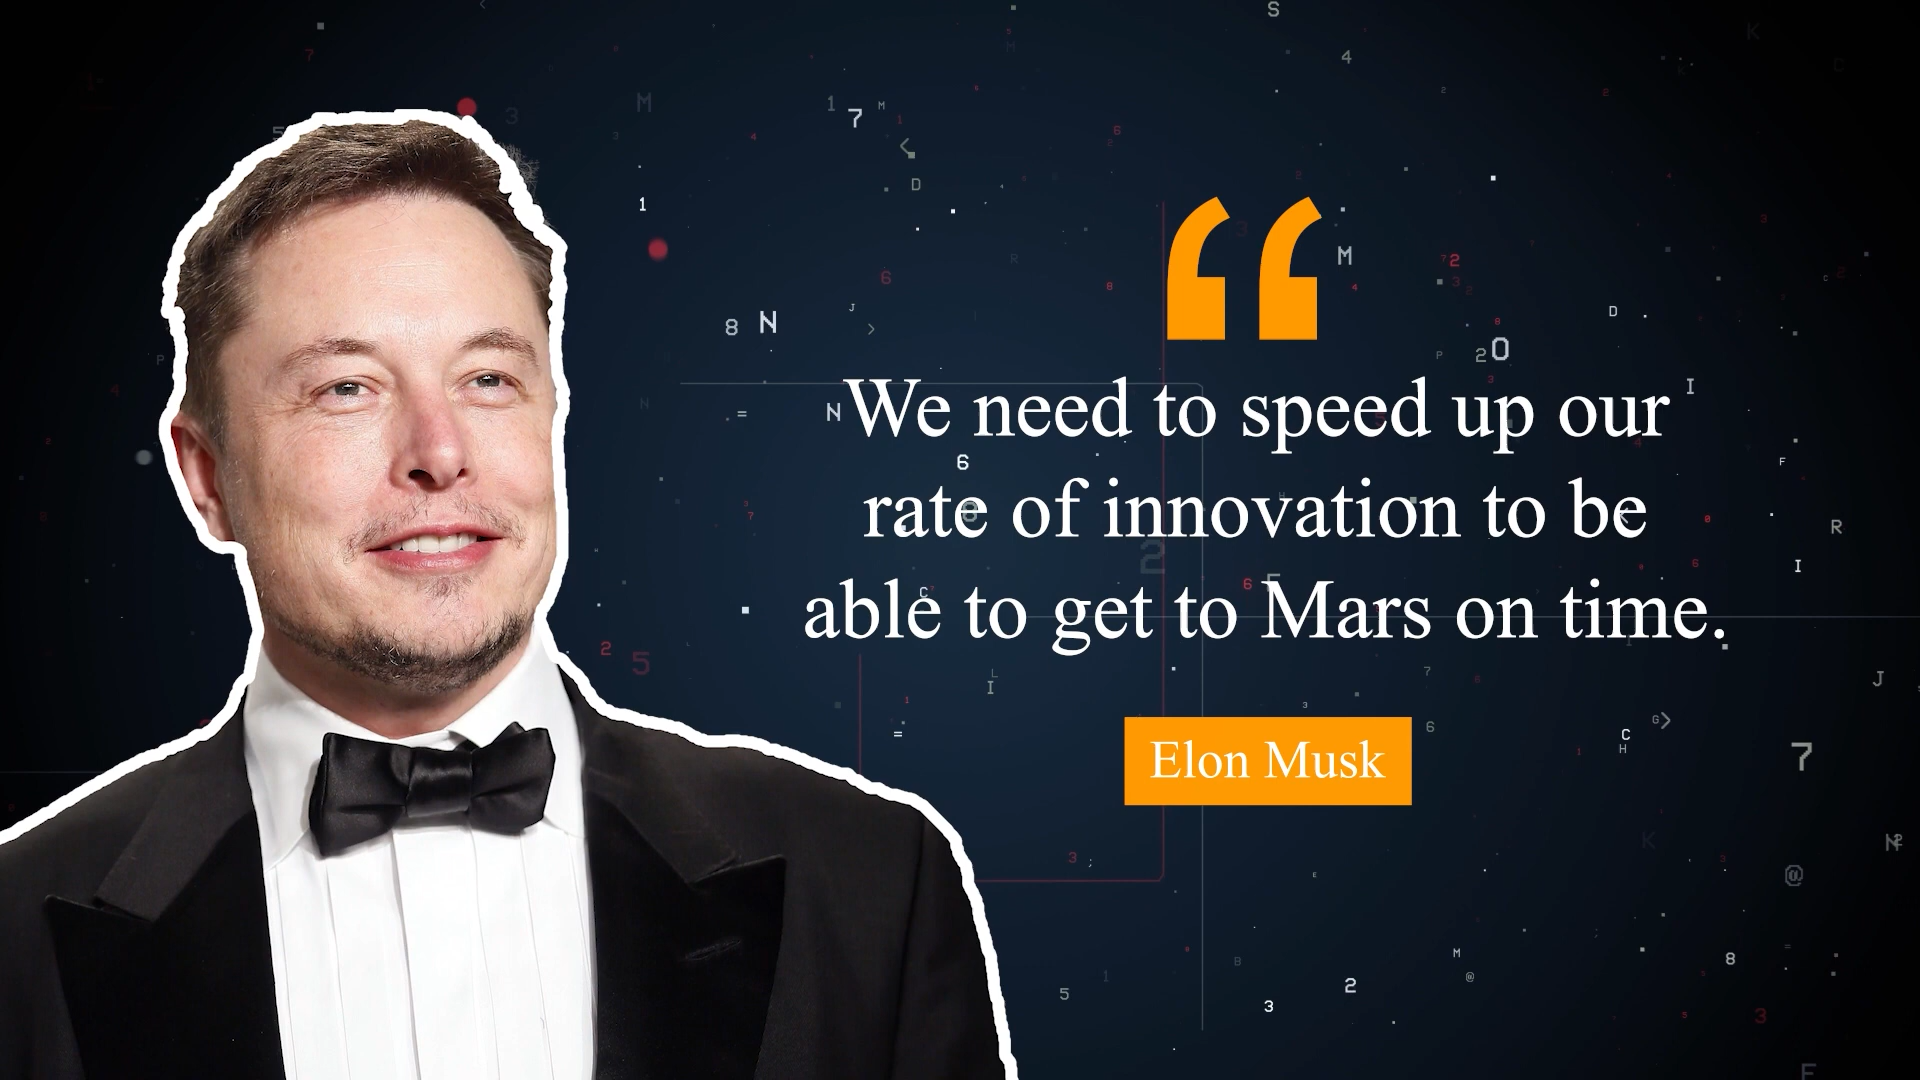 We need to speed up our
rate of innovation to be
able to get to Mars on time.
Elon Musk